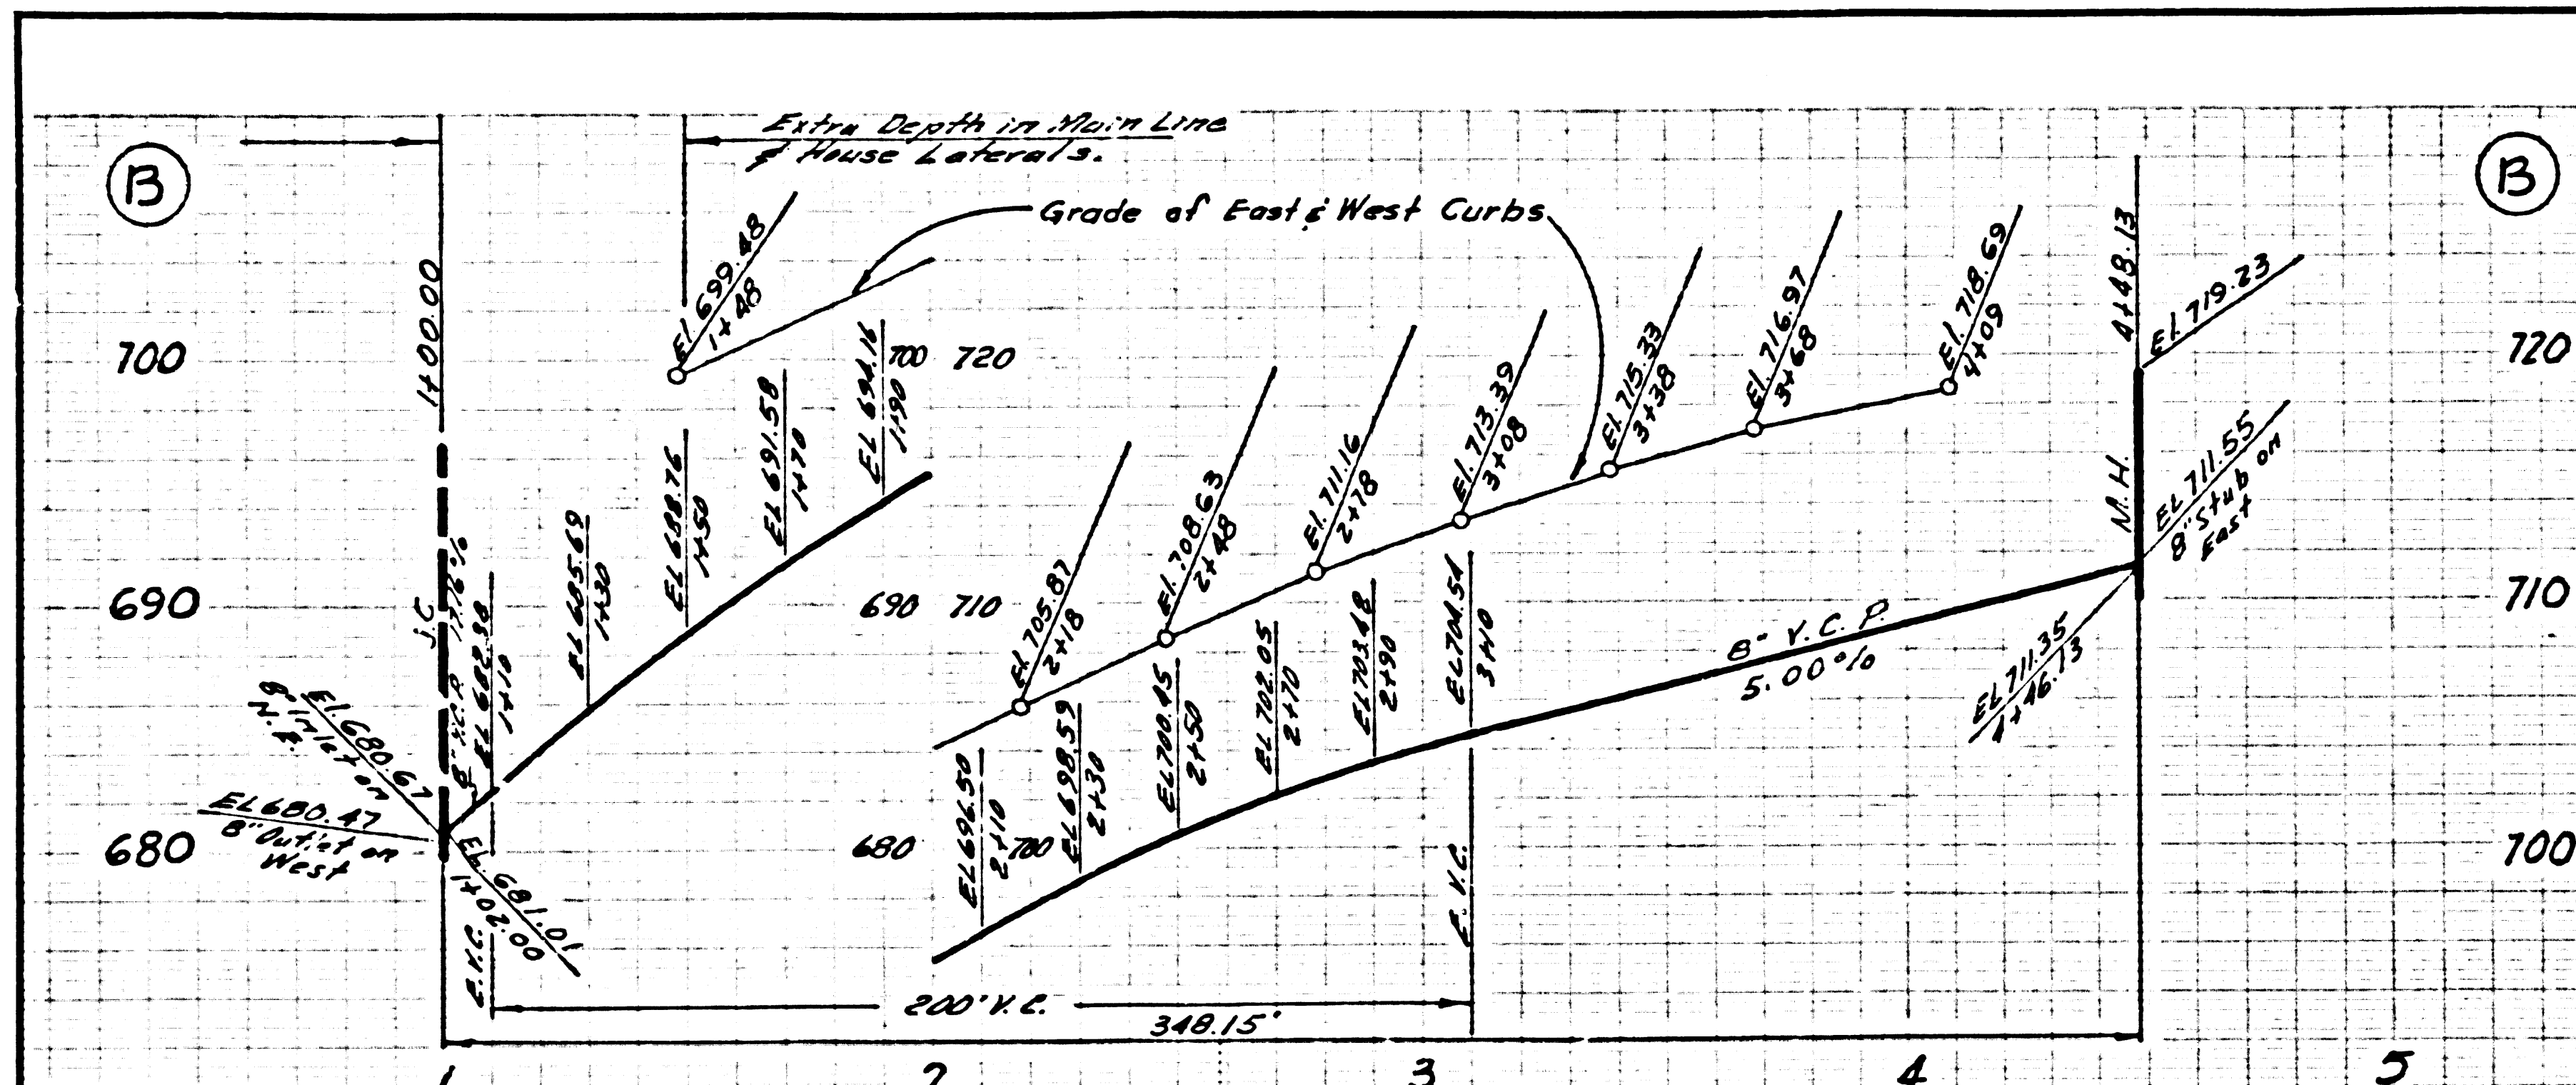 Extra Depth in Main Line
& House Laterals.
B
B
Grade of East & West Curbs
1+00.00
El. 699.48
1+48
700
700
720
720
El. 705.87
2+18
El. 708.63
2+48
El. 711.16
2+78
El. 713.39
3+08
El. 715.33
3+38
El. 716.97
3+68
El. 718.69
4+09
4+48.13
El. 719.23
M.H.
EL 711.55
8" Stub on
East
J.C.
8" V.C.P.
EL 682.38
1+10
EL 685.69
1+30
EL 688.76
1+50
EL 691.58
1+70
EL 694.16
1+90
690
690
710
710
EL 696.50
2+10
EL 698.59
2+30
EL 700.45
2+50
EL 702.05
2+70
EL 703.48
2+90
EL 704.54
3+10
8" V.C.P.
5.00%
EL 711.35
4+46.13
El. 680.67
8" Inlet on
N.E.
EL 680.47
8" Outlet on
West
680
680
700
700
EL 681.01
1+02.00
E.V.C.
E.V.C.
200' V.C.
348.15'
1
2
3
4
5